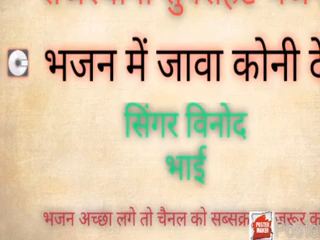 भजन में जावा कोनी दे
सिंगर विनोद
भाई
भजन अच्छा लगे तो चैनल को सब्सक्र जरूर क